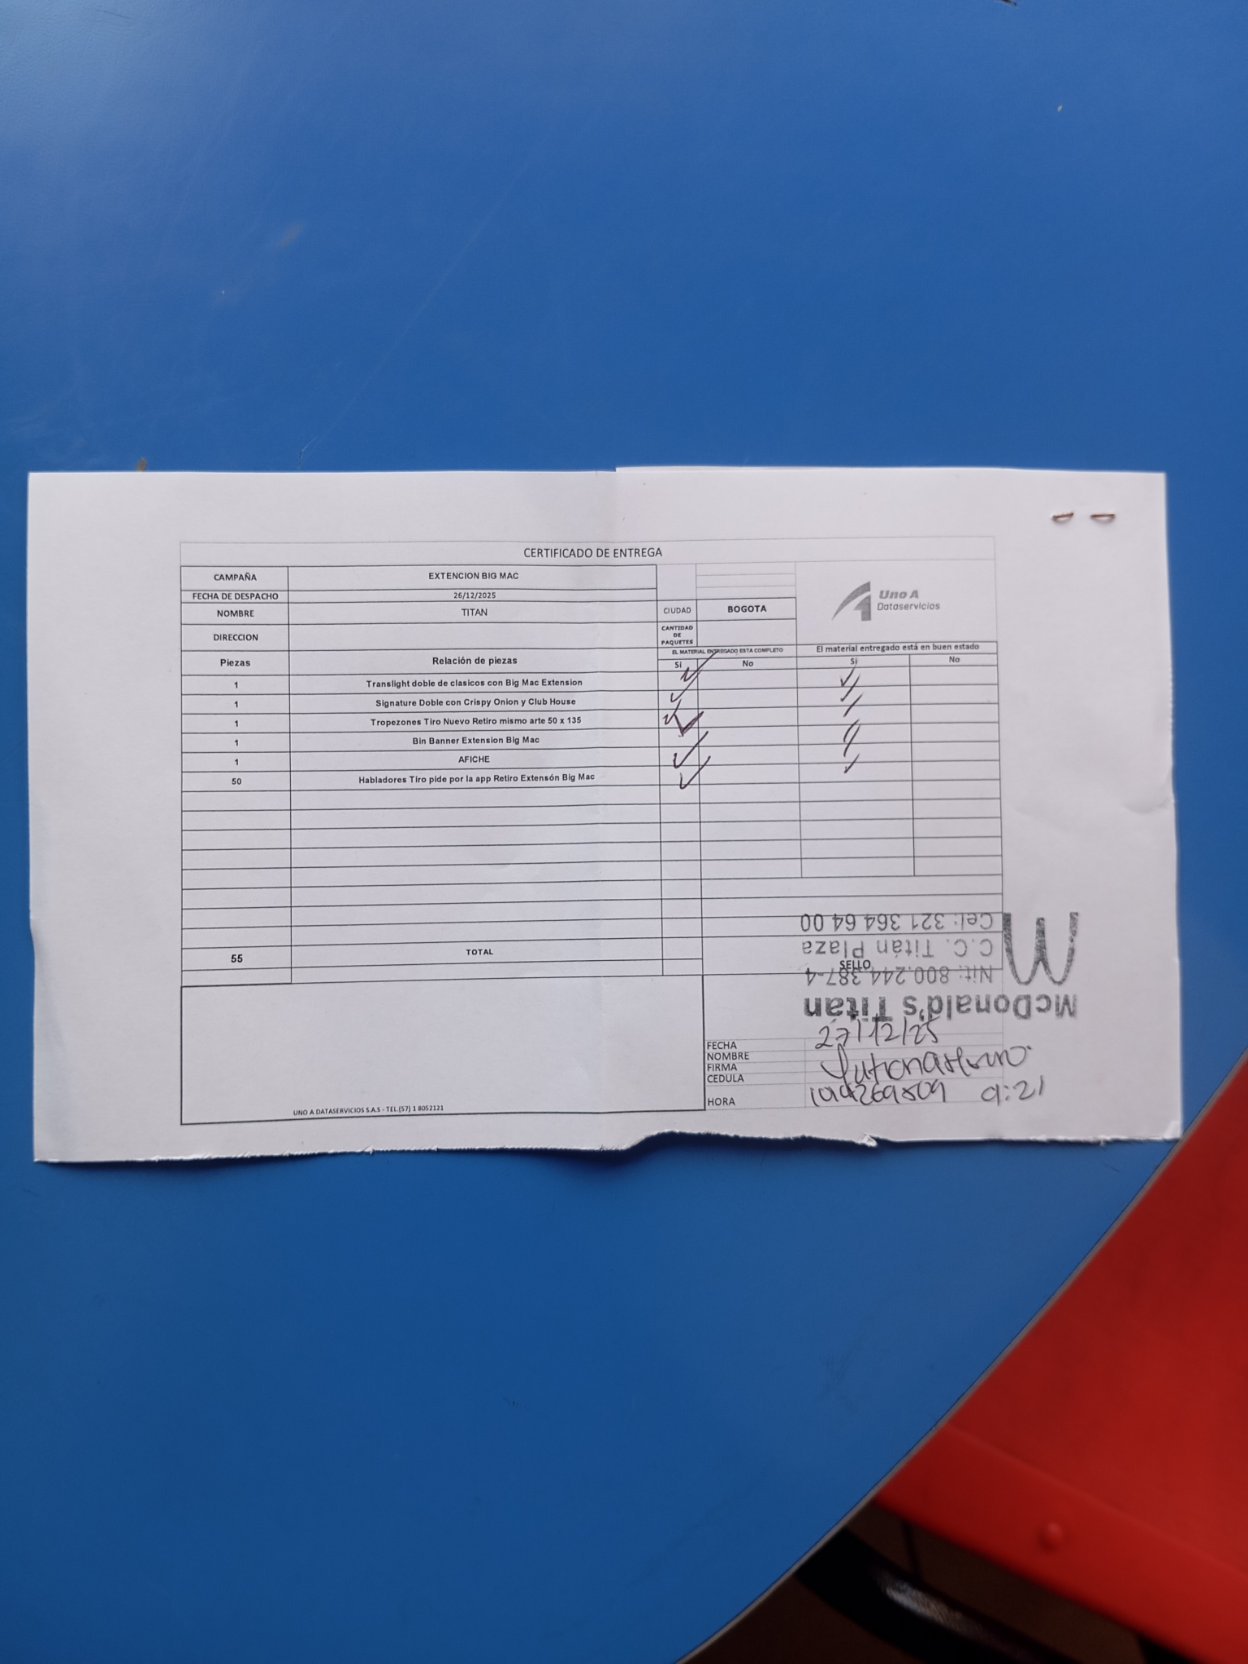 CERTIFICADO DE ENTREGA
CAMPAÑA EXTENCION BIG MAC
FECHA DE DESPACHO 26/12/2025
NOMBRE TITAN CIUDAD BOGOTA
DIRECCION CANTIDAD DE PAQUETES
Uno A
Dataservicios
Piezas Relación de piezas EL MATERIAL ENTREGADO ESTA COMPLETO El material entregado está en buen estado
Si No Si No
1 Translight doble de clasicos con Big Mac Extension
1 Signature Doble con Crispy Onion y Club House
1 Tropezones Tiro Nuevo Retiro mismo arte 50 x 135
1 Bin Banner Extension Big Mac
1 AFICHE
50 Habladores Tiro pide por la app Retiro Extensón Big Mac
55 TOTAL
SELLO
McDonald's Titán
Nit: 800.244.387-4
C.C. Titán Plaza
Cel: 321 364 64 00
FECHA 27/12/25
NOMBRE
FIRMA
CEDULA
HORA 9:21
UNO A DATASERVICIOS S.A.S - TEL (57) 1 8052121